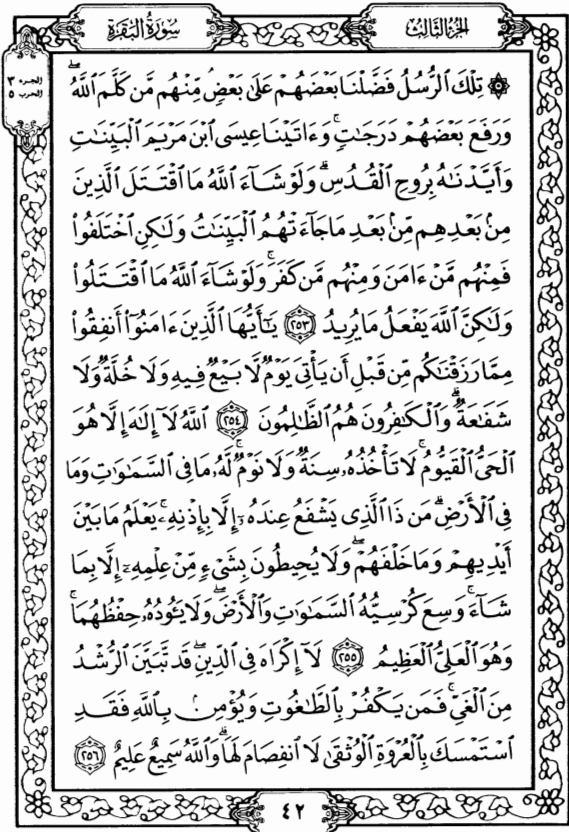 سُورَةُ البَقَرَةِ
الجزء الثالث
الجزء ٣
الحزب ٥
۞ تِلْكَ ٱلرُّسُلُ فَضَّلْنَا بَعْضَهُمْ عَلَىٰ بَعْضٍ مِّنْهُم مَّن كَلَّمَ ٱللَّهُ ۖ
وَرَفَعَ بَعْضَهُمْ دَرَجَٰتٍ ۚ وَءَاتَيْنَا عِيسَى ٱبْنَ مَرْيَمَ ٱلْبَيِّنَٰتِ
وَأَيَّدْنَٰهُ بِرُوحِ ٱلْقُدُسِ ۗ وَلَوْ شَآءَ ٱللَّهُ مَا ٱقْتَتَلَ ٱلَّذِينَ
مِنۢ بَعْدِهِم مِّنۢ بَعْدِ مَا جَآءَتْهُمُ ٱلْبَيِّنَٰتُ وَلَٰكِنِ ٱخْتَلَفُوا۟
فَمِنْهُم مَّنْ ءَامَنَ وَمِنْهُم مَّن كَفَرَ ۚ وَلَوْ شَآءَ ٱللَّهُ مَا ٱقْتَتَلُوا۟
وَلَٰكِنَّ ٱللَّهَ يَفْعَلُ مَا يُرِيدُ ٢٥٣ يَٰٓأَيُّهَا ٱلَّذِينَ ءَامَنُوٓا۟ أَنفِقُوا۟
مِمَّا رَزَقْنَٰكُم مِّن قَبْلِ أَن يَأْتِىَ يَوْمٌ لَّا بَيْعٌ فِيهِ وَلَا خُلَّةٌ وَلَا
شَفَٰعَةٌ ۗ وَٱلْكَٰفِرُونَ هُمُ ٱلظَّٰلِمُونَ ٢٥٤ ٱللَّهُ لَآ إِلَٰهَ إِلَّا هُوَ
ٱلْحَىُّ ٱلْقَيُّومُ ۚ لَا تَأْخُذُهُۥ سِنَةٌ وَلَا نَوْمٌ ۚ لَّهُۥ مَا فِى ٱلسَّمَٰوَٰتِ وَمَا
فِى ٱلْأَرْضِ ۗ مَن ذَا ٱلَّذِى يَشْفَعُ عِندَهُۥٓ إِلَّا بِإِذْنِهِۦ ۚ يَعْلَمُ مَا بَيْنَ
أَيْدِيهِمْ وَمَا خَلْفَهُمْ ۖ وَلَا يُحِيطُونَ بِشَىْءٍ مِّنْ عِلْمِهِۦٓ إِلَّا بِمَا
شَآءَ ۚ وَسِعَ كُرْسِيُّهُ ٱلسَّمَٰوَٰتِ وَٱلْأَرْضَ ۖ وَلَا يَـُٔودُهُۥ حِفْظُهُمَا ۚ
وَهُوَ ٱلْعَلِىُّ ٱلْعَظِيمُ ٢٥٥ لَآ إِكْرَاهَ فِى ٱلدِّينِ ۖ قَد تَّبَيَّنَ ٱلرُّشْدُ
مِنَ ٱلْغَىِّ ۚ فَمَن يَكْفُرْ بِٱلطَّٰغُوتِ وَيُؤْمِنۢ بِٱللَّهِ فَقَدِ
ٱسْتَمْسَكَ بِٱلْعُرْوَةِ ٱلْوُثْقَىٰ لَا ٱنفِصَامَ لَهَا ۗ وَٱللَّهُ سَمِيعٌ عَلِيمٌ ٢٥٦
٤٢